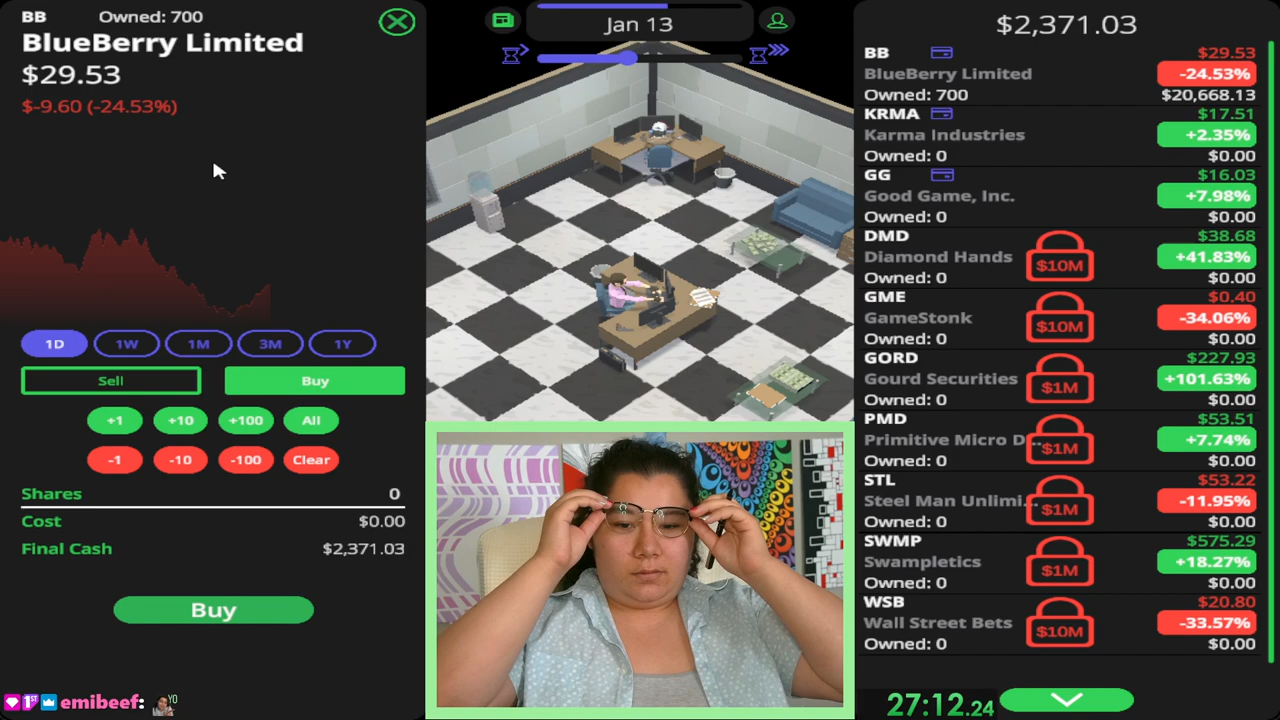 BB Owned: 700
BlueBerry Limited
$29.53
$-9.60 (-24.53%)
1D 1W 1M 3M 1Y
Sell Buy
+1 +10 +100 All
-1 -10 -100 Clear
Shares 0
Cost $0.00
Final Cash $2,371.03
Buy
emibeef:
YO
1ST
Jan 13
$2,371.03
BB $29.53
BlueBerry Limited -24.53%
Owned: 700 $20,668.13
KRMA $17.51
Karma Industries +2.35%
Owned: 0 $0.00
GG $16.03
Good Game, Inc. +7.98%
Owned: 0 $0.00
DMD $38.68
Diamond Hands $10M +41.83%
Owned: 0 $0.00
GME $0.40
GameStonk $10M -34.06%
Owned: 0 $0.00
GORD $227.93
Gourd Securities $1M +101.63%
Owned: 0 $0.00
PMD $53.51
Primitive Micro D... $1M +7.74%
Owned: 0 $0.00
STL $53.22
Steel Man Unlimi... $1M -11.95%
Owned: 0 $0.00
SWMP $575.29
Swampletics $1M +18.27%
Owned: 0 $0.00
WSB $20.80
Wall Street Bets $10M -33.57%
Owned: 0 $0.00
27:12.24